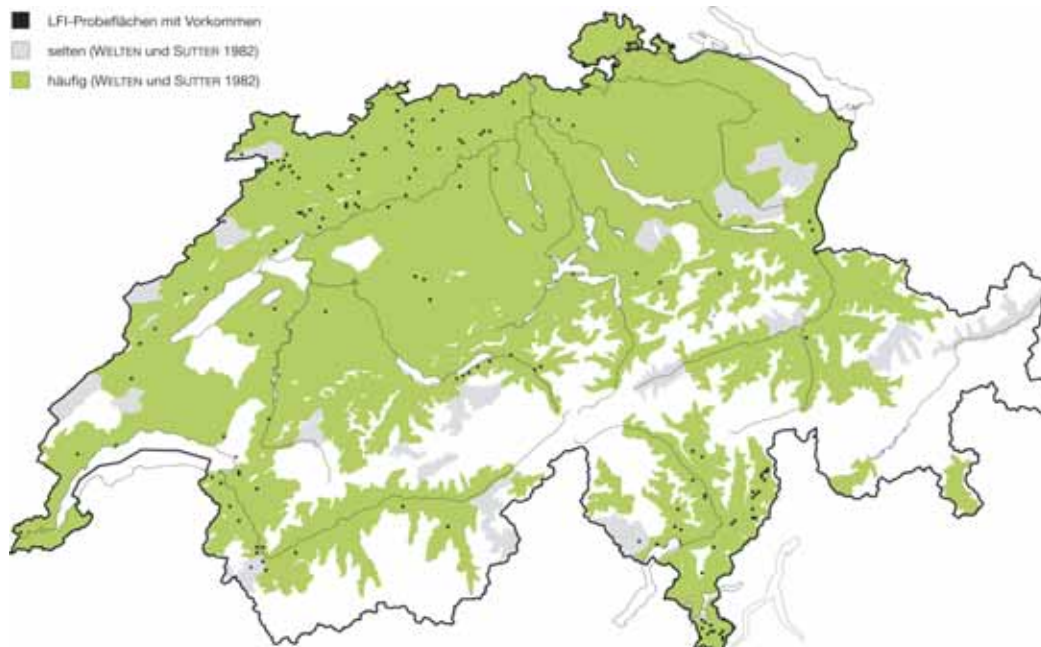 LFI-Probeflächen mit Vorkommen
selten (WELTEN und SUTTER 1982)
häufig (WELTEN und SUTTER 1982)